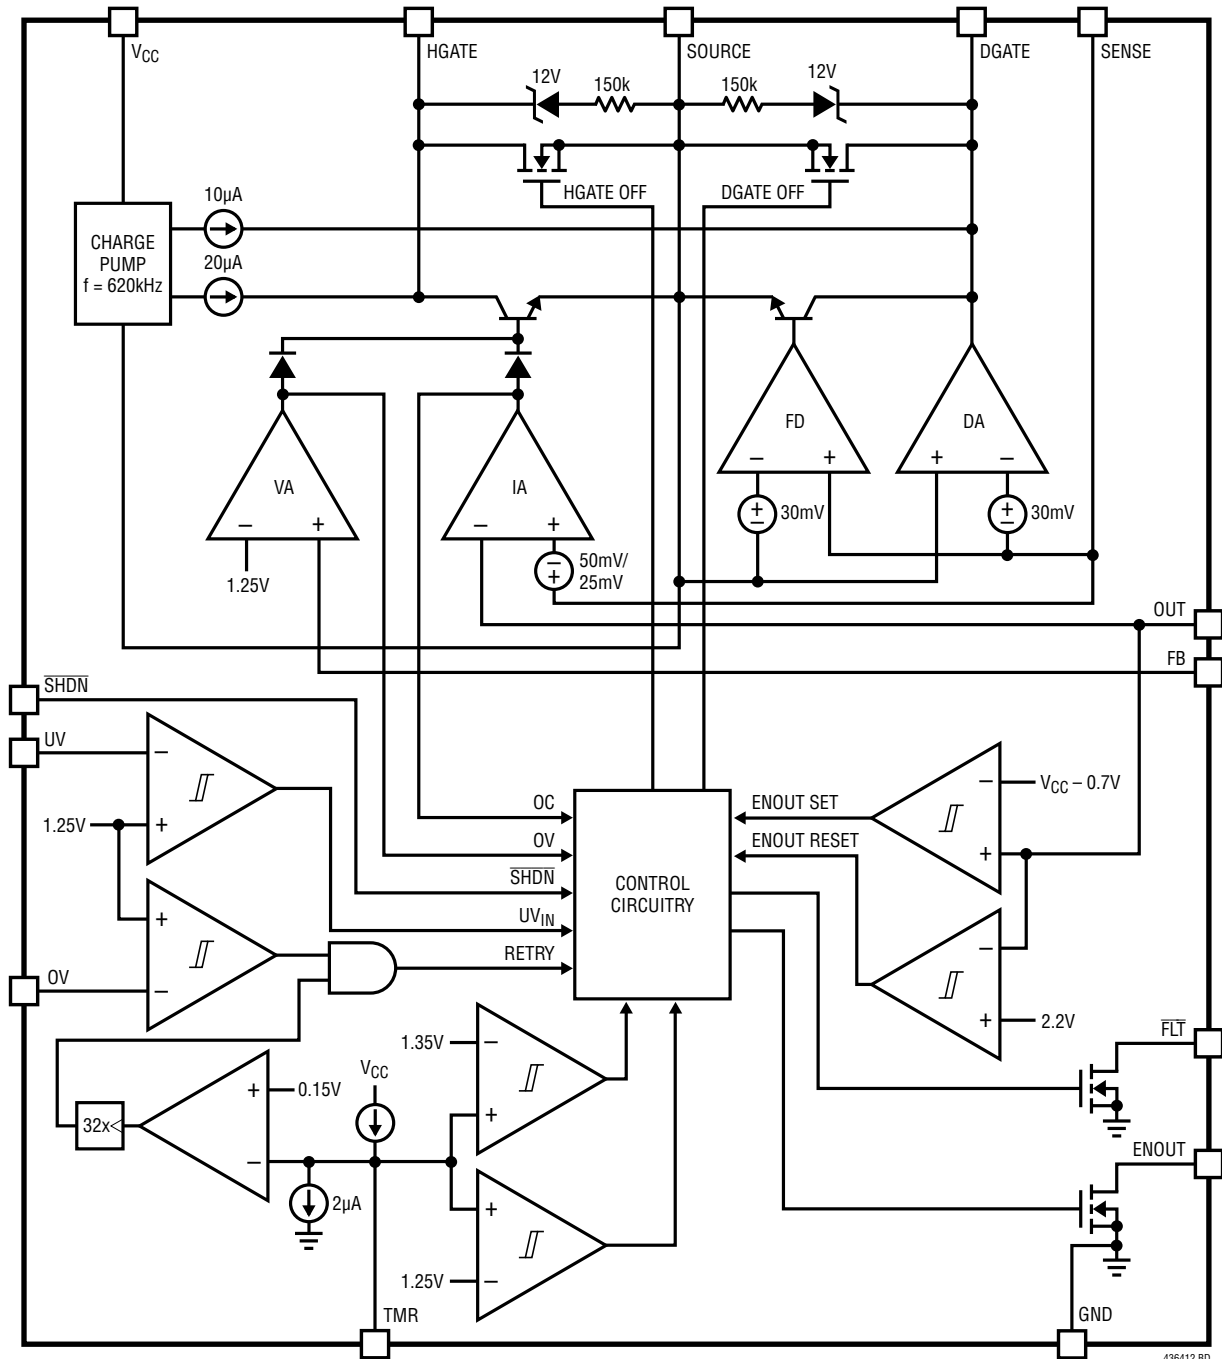 VCC
HGATE
SOURCE
DGATE
SENSE
12V
150k
150k
12V
HGATE OFF
DGATE OFF
10µA
CHARGE
PUMP
f = 620kHz
20µA
FD
DA
–
+
+
–
VA
IA
+
–
30mV
+
–
30mV
–
+
–
+
–
+
50mV/
25mV
1.25V
OUT
FB
SHDN
UV
–
1.25V
+
+
OV
–
OC
OV
SHDN
UVIN
RETRY
CONTROL
CIRCUITRY
ENOUT SET
ENOUT RESET
–
VCC – 0.7V
+
–
+
2.2V
FLT
1.35V
–
+
VCC
+
0.15V
32x
–
2µA
+
1.25V
–
ENOUT
TMR
GND
436412 BD